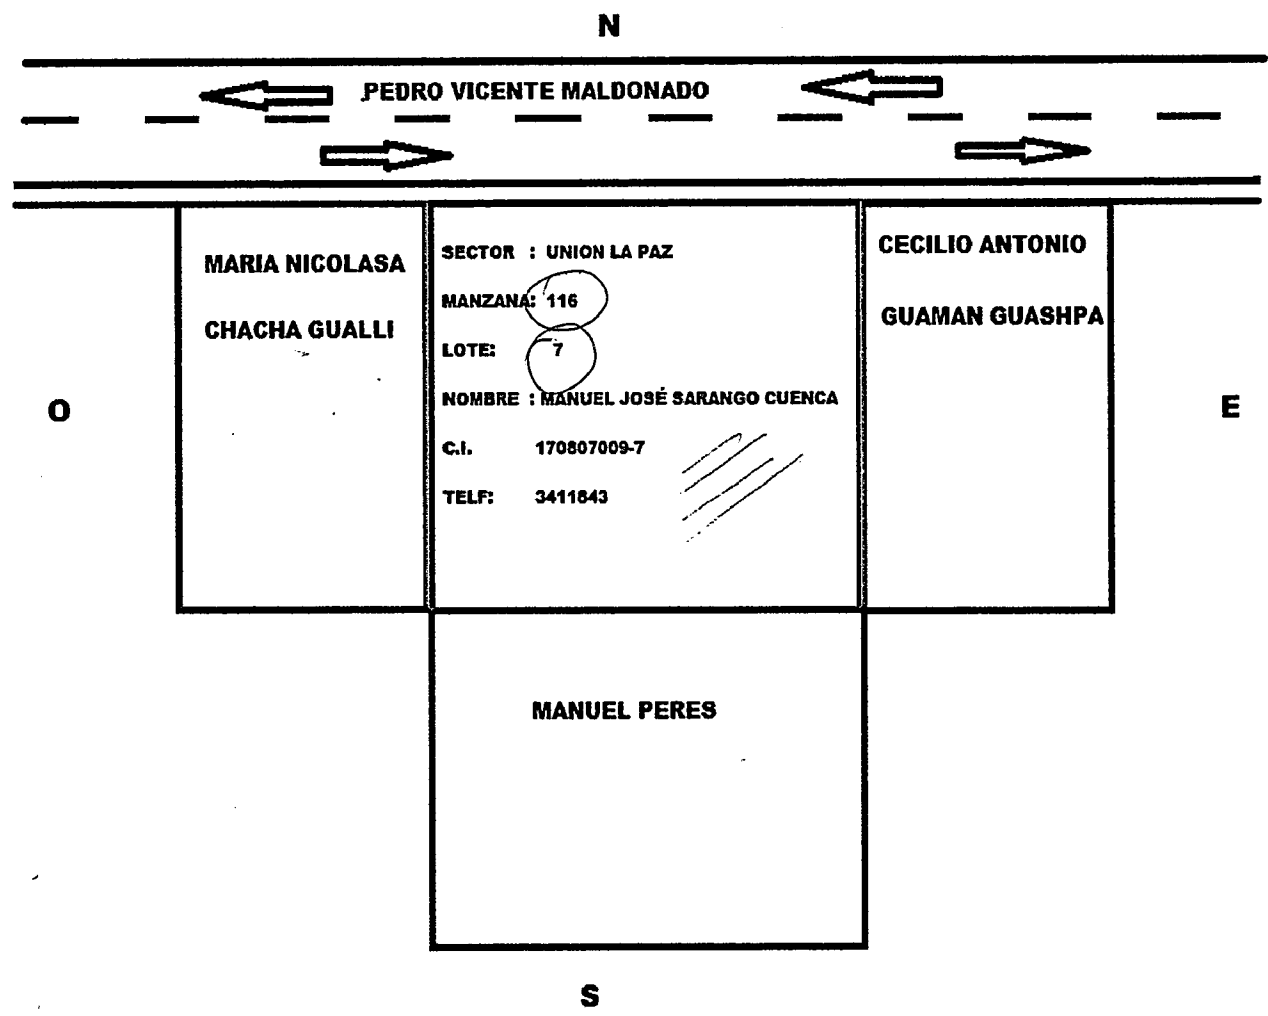 N
PEDRO VICENTE MALDONADO
MARIA NICOLASA
CHACHA GUALLI
SECTOR : UNION LA PAZ
MANZANA: 116
LOTE: 7
NOMBRE : MANUEL JOSÉ SARANGO CUENCA
C.I. 170807009-7
TELF: 3411843
CECILIO ANTONIO
GUAMAN GUASHPA
O
E
MANUEL PERES
S